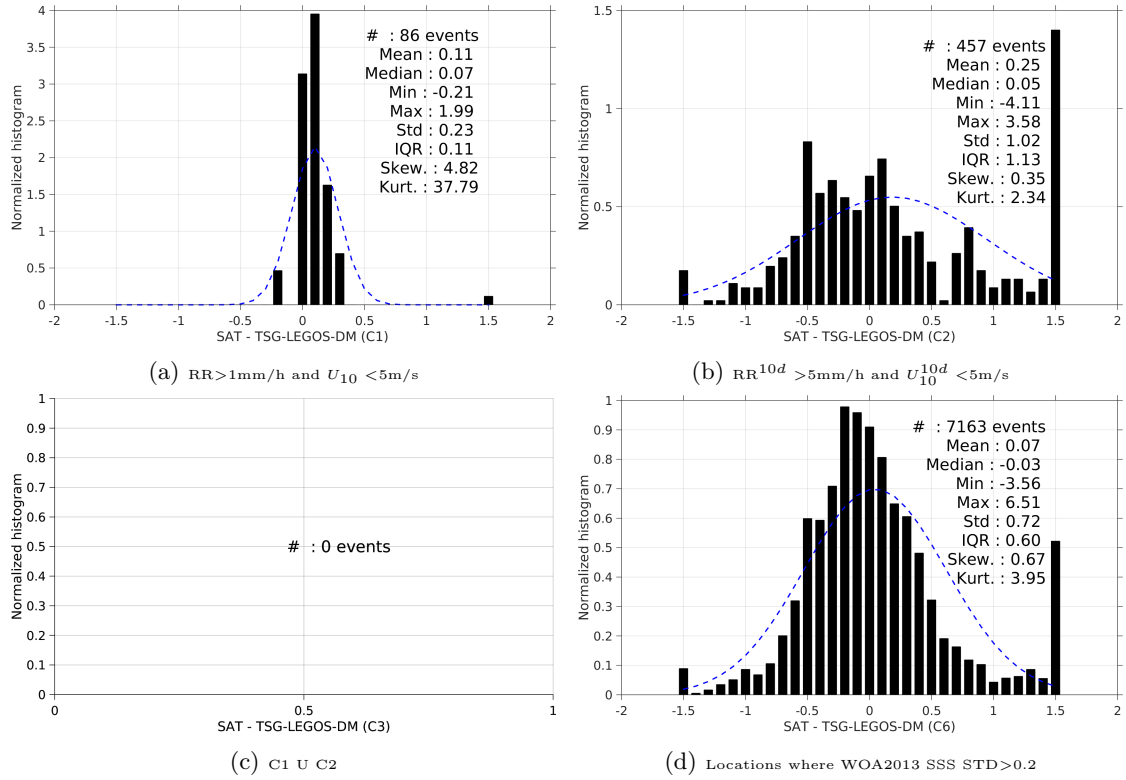 4
3.5
3
2.5
2
1.5
1
0.5
0
-2
-1.5
-1
-0.5
0
0.5
1
1.5
2
Normalized histogram
SAT - TSG-LEGOS-DM (C1)
# : 86 events
Mean : 0.11
Median : 0.07
Min : -0.21
Max : 1.99
Std : 0.23
IQR : 0.11
Skew. : 4.82
Kurt. : 37.79
(a) RR>1mm/h and U10 <5m/s
1.5
1
0.5
0
-2
-1.5
-1
-0.5
0
0.5
1
1.5
2
Normalized histogram
SAT - TSG-LEGOS-DM (C2)
# : 457 events
Mean : 0.25
Median : 0.05
Min : -4.11
Max : 3.58
Std : 1.02
IQR : 1.13
Skew. : 0.35
Kurt. : 2.34
(b) RR^10d >5mm/h and U10^10d <5m/s
1
0.9
0.8
0.7
0.6
0.5
0.4
0.3
0.2
0.1
0
0
0.5
1
Normalized histogram
SAT - TSG-LEGOS-DM (C3)
# : 0 events
(c) C1 U C2
1
0.9
0.8
0.7
0.6
0.5
0.4
0.3
0.2
0.1
0
-2
-1.5
-1
-0.5
0
0.5
1
1.5
2
Normalized histogram
SAT - TSG-LEGOS-DM (C6)
# : 7163 events
Mean : 0.07
Median : -0.03
Min : -3.56
Max : 6.51
Std : 0.72
IQR : 0.60
Skew. : 0.67
Kurt. : 3.95
(d) Locations where WOA2013 SSS STD>0.2